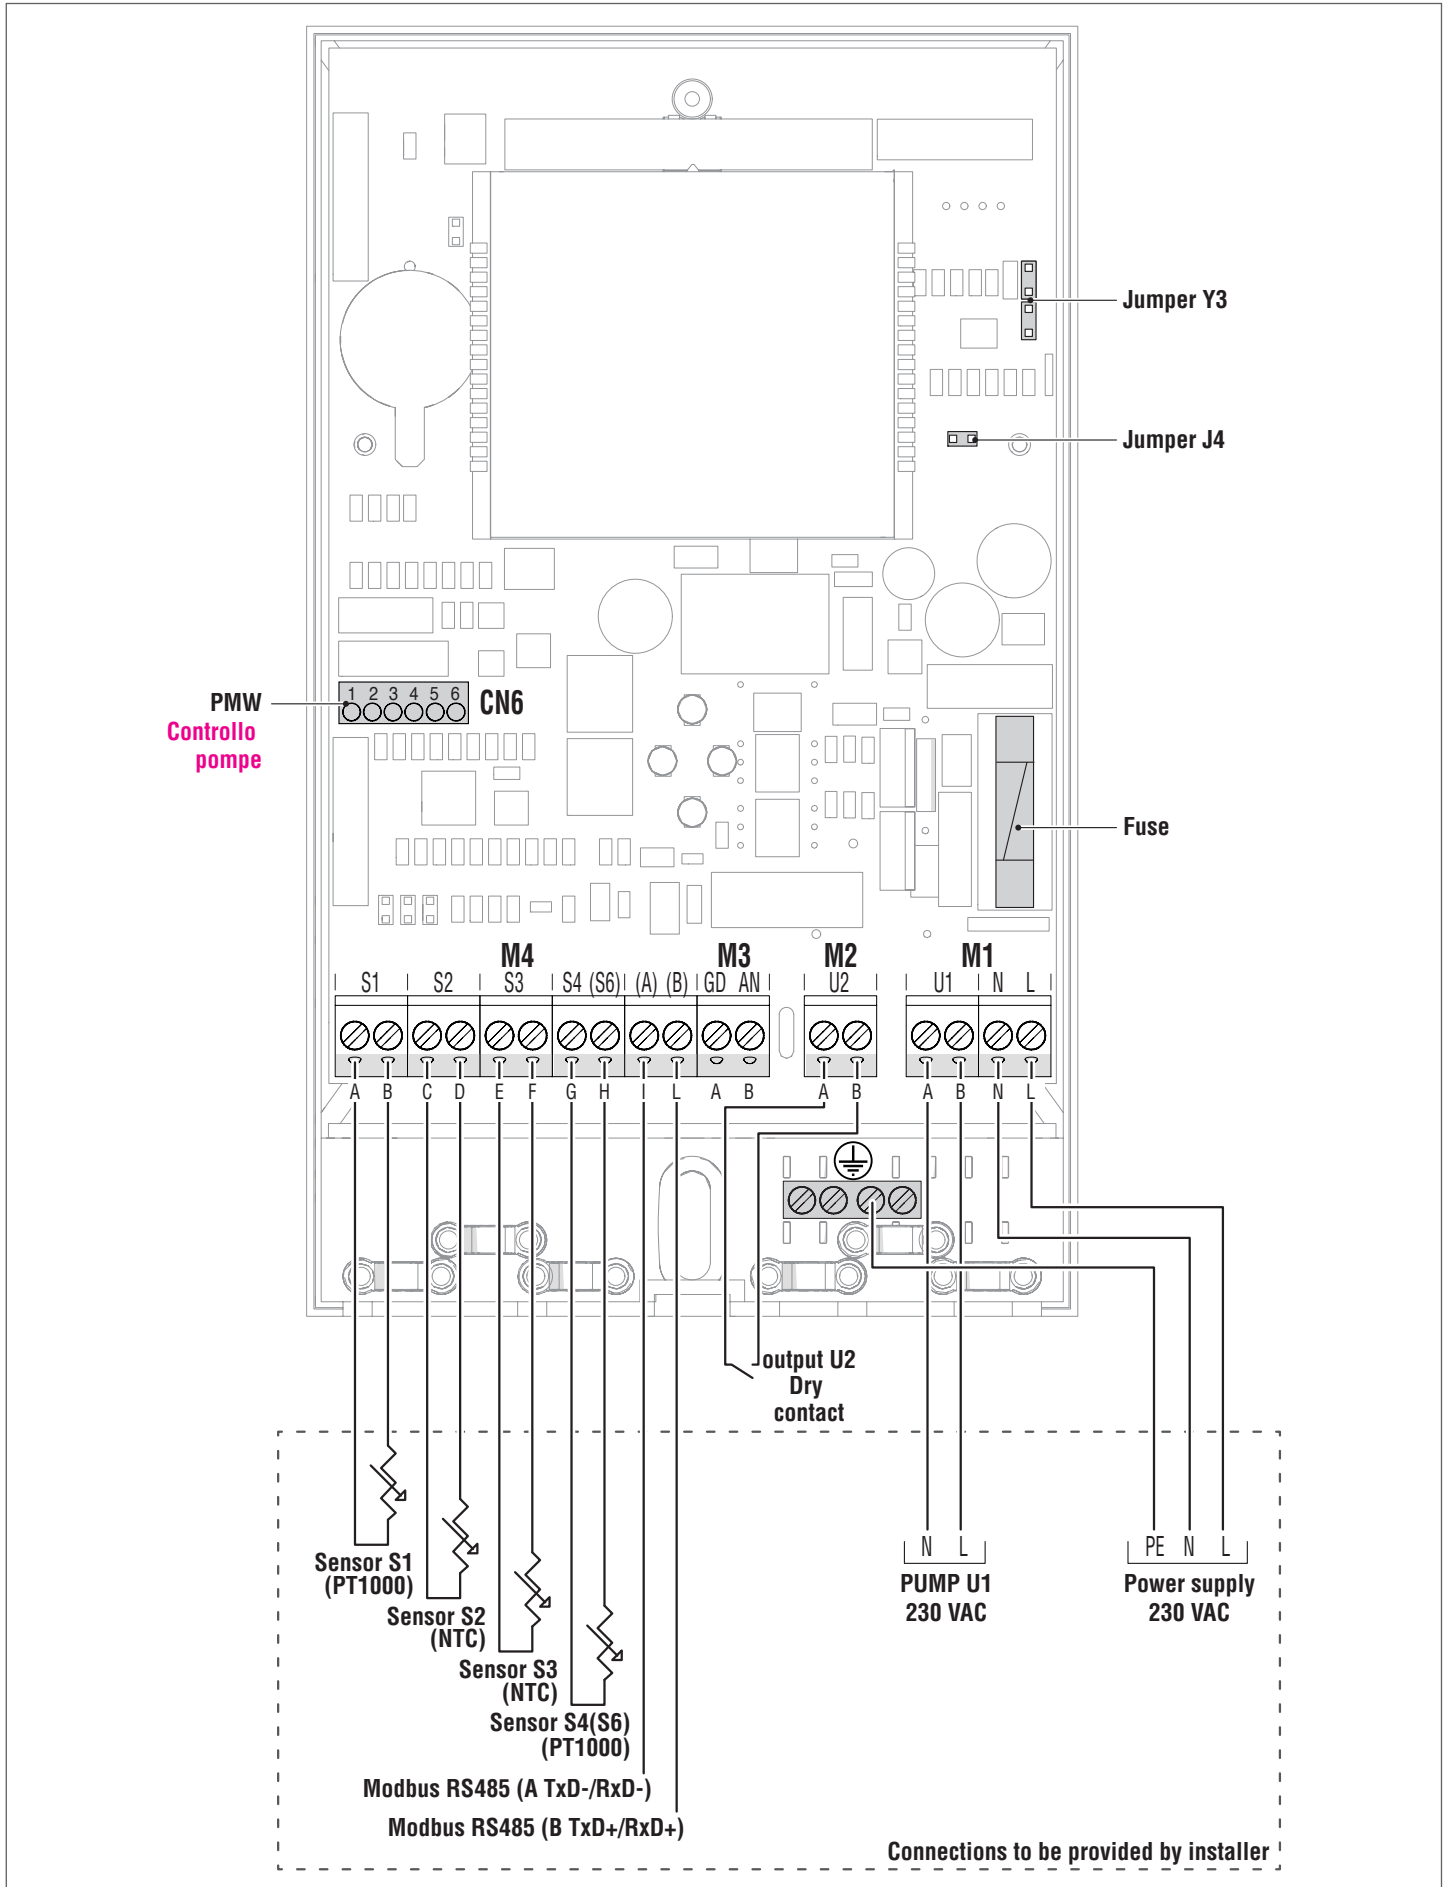 Jumper Y3
Jumper J4
1 2 3 4 5 6
CN6
PMW
Controllo
pompe
Fuse
M4 M3 M2 M1
S1 S2 S3 S4 (S6) (A) (B) GD AN U2 U1 N L
A B C D E F G H I L A B A B A B N L
output U2
Dry
contact
N L
PUMP U1
230 VAC
PE N L
Power supply
230 VAC
Sensor S1
(PT1000)
Sensor S2
(NTC)
Sensor S3
(NTC)
Sensor S4(S6)
(PT1000)
Modbus RS485 (A TxD-/RxD-)
Modbus RS485 (B TxD+/RxD+)
Connections to be provided by installer